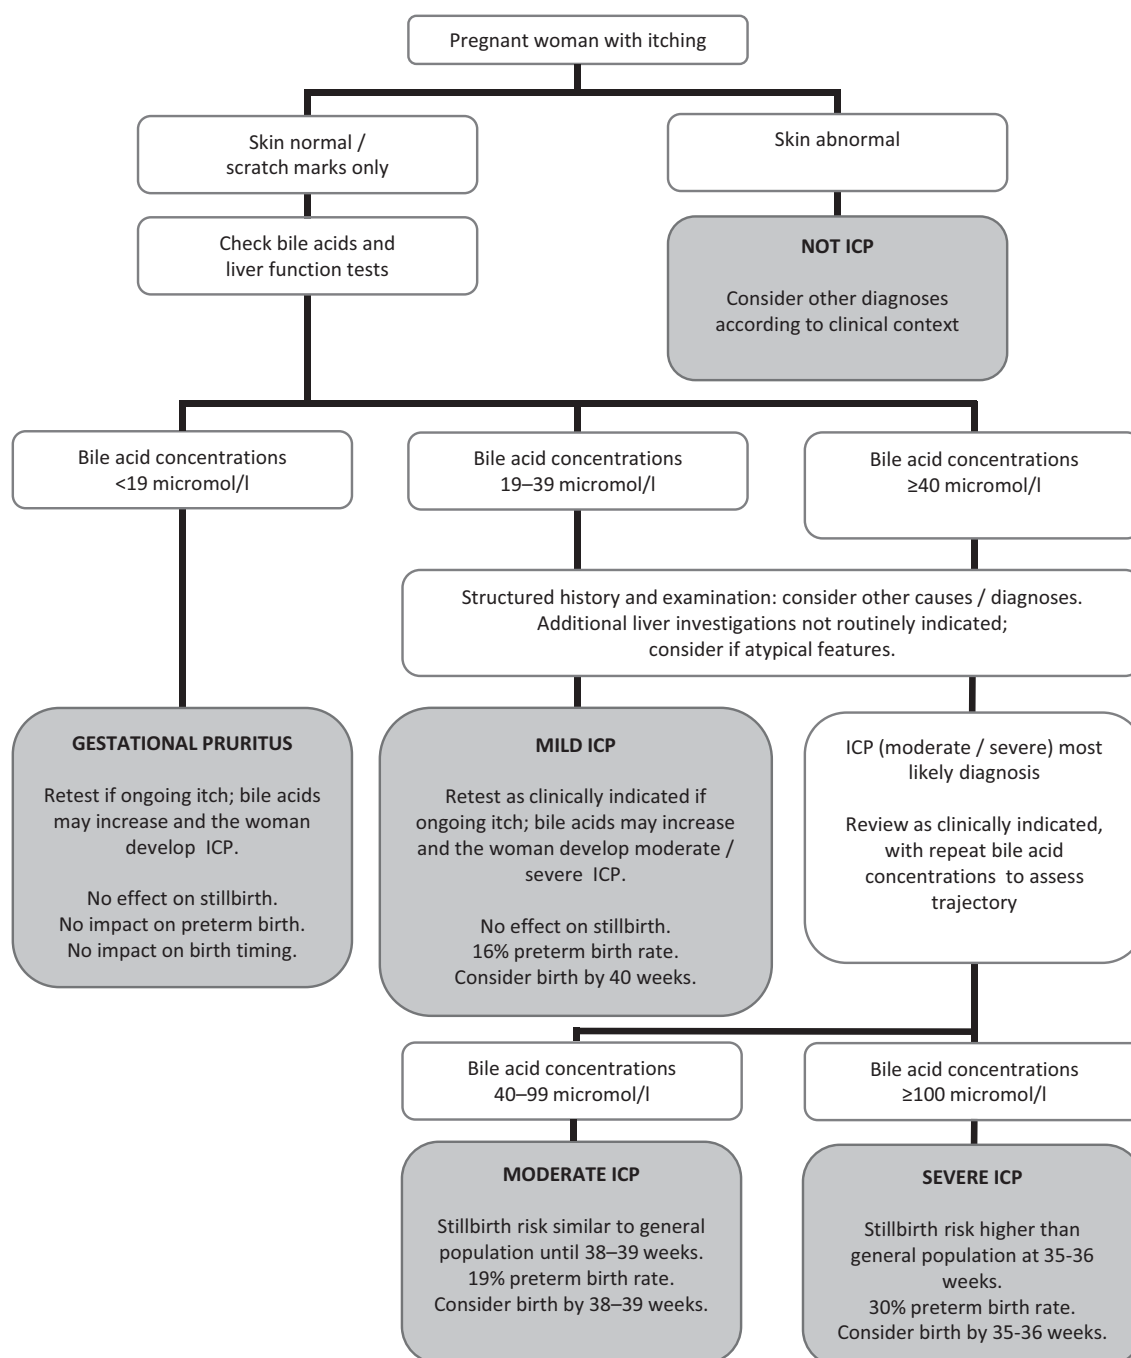 Pregnant woman with itching
Skin normal /
scratch marks only
Skin abnormal
Check bile acids and
liver function tests
NOT ICP
Consider other diagnoses
according to clinical context
Bile acid concentrations
<19 micromol/l
Bile acid concentrations
19–39 micromol/l
Bile acid concentrations
≥40 micromol/l
Structured history and examination: consider other causes / diagnoses.
Additional liver investigations not routinely indicated;
consider if atypical features.
GESTATIONAL PRURITUS
Retest if ongoing itch; bile acids
may increase and the woman
develop ICP.
No effect on stillbirth.
No impact on preterm birth.
No impact on birth timing.
MILD ICP
Retest as clinically indicated if
ongoing itch; bile acids may increase
and the woman develop moderate /
severe ICP.
No effect on stillbirth.
16% preterm birth rate.
Consider birth by 40 weeks.
ICP (moderate / severe) most
likely diagnosis
Review as clinically indicated,
with repeat bile acid
concentrations to assess
trajectory
Bile acid concentrations
40–99 micromol/l
Bile acid concentrations
≥100 micromol/l
MODERATE ICP
Stillbirth risk similar to general
population until 38–39 weeks.
19% preterm birth rate.
Consider birth by 38–39 weeks.
SEVERE ICP
Stillbirth risk higher than
general population at 35-36
weeks.
30% preterm birth rate.
Consider birth by 35-36 weeks.